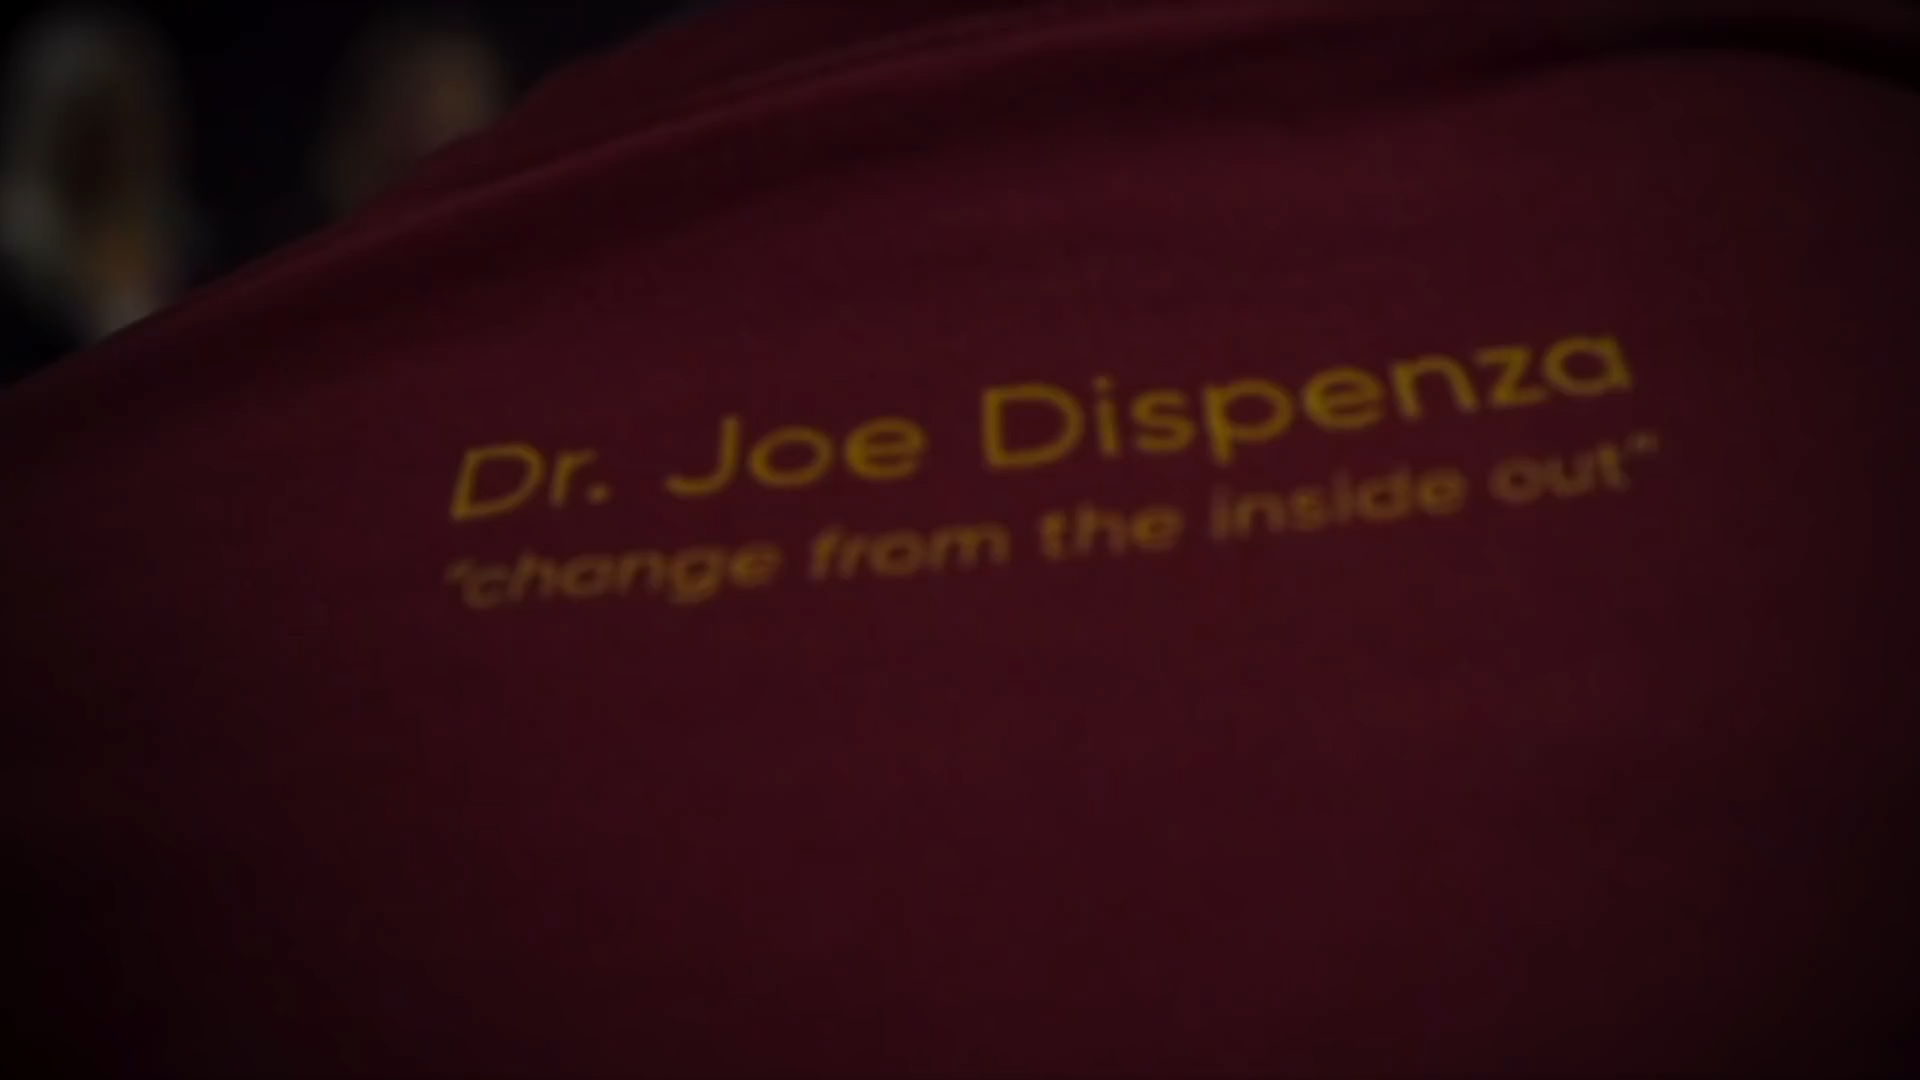 Dr. Joe Dispenza
"change from the inside out"